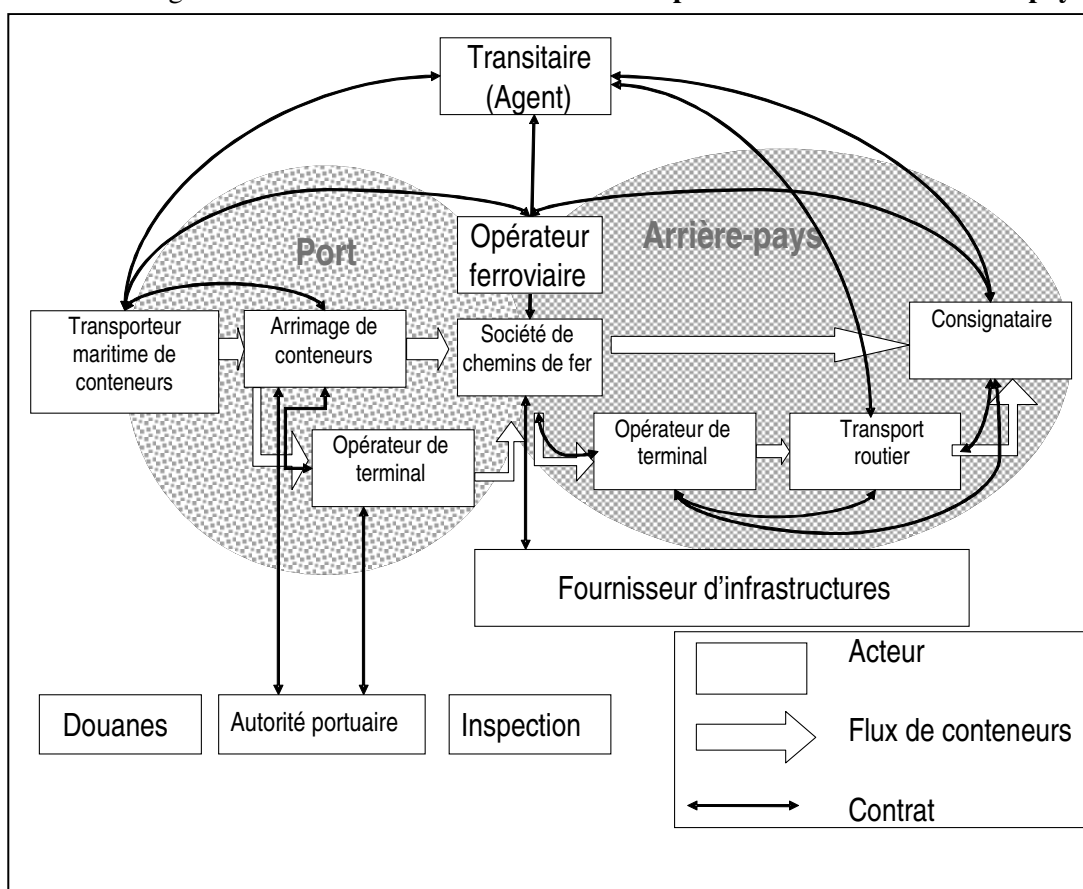 Transitaire
(Agent)
Port
Arrière-pays
Opérateur
ferroviaire
Transporteur
maritime de
conteneurs
Arrimage de
conteneurs
Société de
chemins de fer
Consignataire
Opérateur de
terminal
Opérateur de
terminal
Transport
routier
Fournisseur d'infrastructures
Acteur
Flux de conteneurs
Contrat
Douanes
Autorité portuaire
Inspection